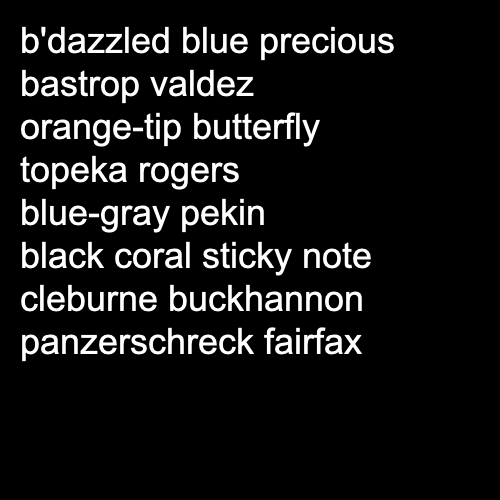 b'dazzled blue precious
bastrop valdez
orange-tip butterfly
topeka rogers
blue-gray pekin
black coral sticky note
cleburne buckhannon
panzerschreck fairfax